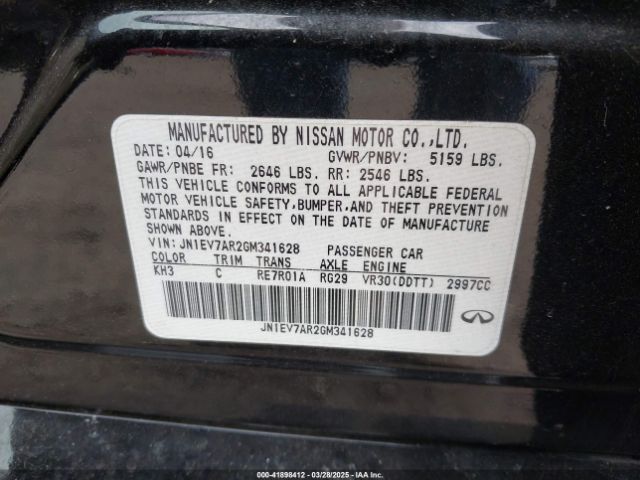 MANUFACTURED BY NISSAN MOTOR CO.,LTD.
DATE: 04/16 GVWR/PNBV: 5159 LBS.
GAWR/PNBE FR: 2646 LBS. RR: 2546 LBS.
THIS VEHICLE CONFORMS TO ALL APPLICABLE FEDERAL
MOTOR VEHICLE SAFETY,BUMPER,AND THEFT PREVENTION
STANDARDS IN EFFECT ON THE DATE OF MANUFACTURE
SHOWN ABOVE.
VIN: JN1EV7AR2GM341628 PASSENGER CAR
COLOR TRIM TRANS AXLE ENGINE
KH3 C RE7R01A RG29 VR30(DDTT) 2997CC
JN1EV7AR2GM341628
000-41898412 - 03/28/2025 - IAAI.COM